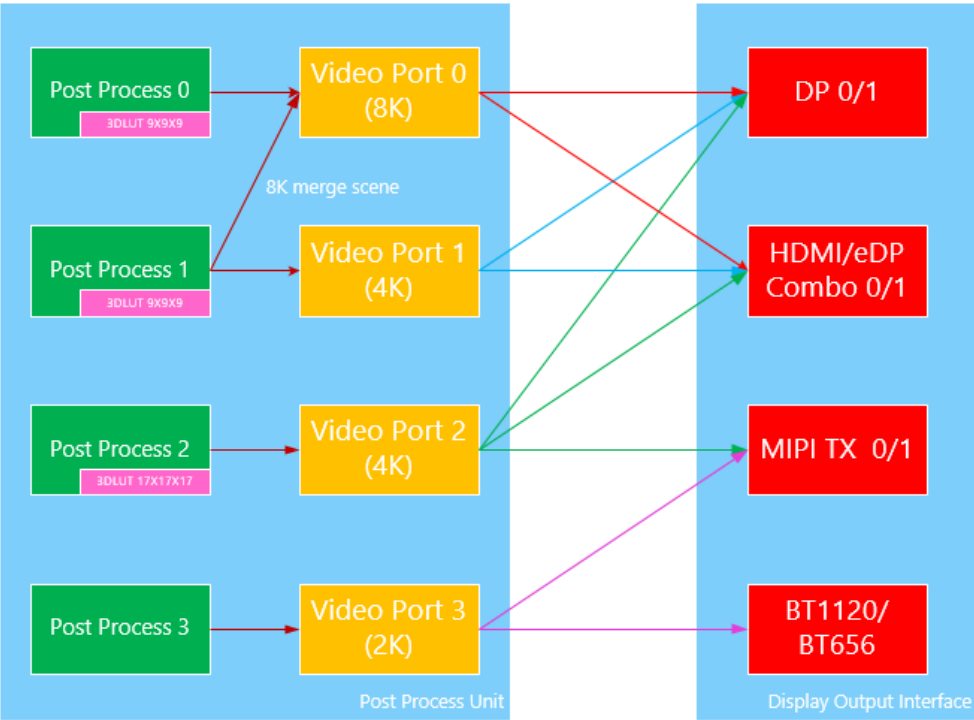 Post Process 0
3DLUT 9X9X9
Video Port 0
(8K)
DP 0/1
8K merge scene
Post Process 1
3DLUT 9X9X9
Video Port 1
(4K)
HDMI/eDP
Combo 0/1
Post Process 2
3DLUT 17X17X17
Video Port 2
(4K)
MIPI TX 0/1
Post Process 3
Video Port 3
(2K)
BT1120/
BT656
Post Process Unit
Display Output Interface